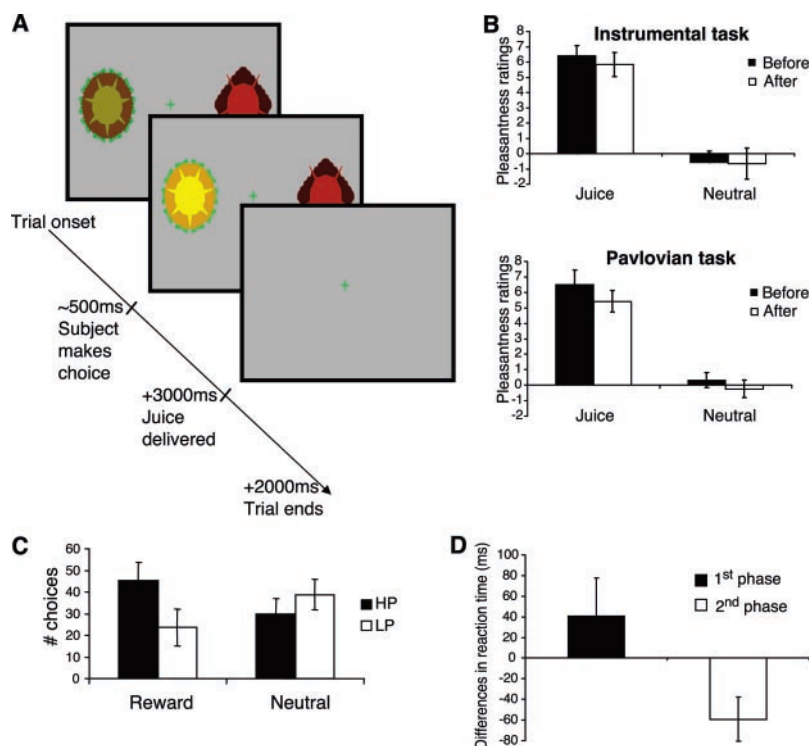 A
Trial onset
~500ms
Subject
makes
choice
+3000ms
Juice
delivered
+2000ms
Trial ends
B
Instrumental task
Pleasantness ratings
8
7
6
5
4
3
2
1
0
-1
-2
Before
After
Juice
Neutral
Pavlovian task
Pleasantness ratings
8
7
6
5
4
3
2
1
0
-1
-2
Before
After
Juice
Neutral
C
# choices
60
50
40
30
20
10
0
HP
LP
Reward
Neutral
D
Differences in reaction time (ms)
100
80
60
40
20
0
-20
-40
-60
-80
1st phase
2nd phase